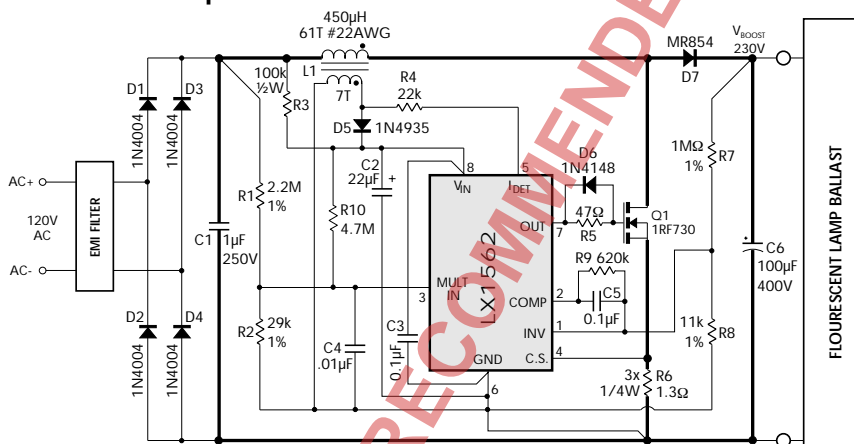 450µH
61T #22AWG
V_BOOST
230V
MR854
D7
L1
7T
100k
½W
R3
R4
22k
D1
D3
1N4004
1N4004
D5
1N4935
1MΩ
1%
R7
AC+
120V
AC
AC-
EMI FILTER
C2
22µF
+
8
V_IN
5
I_DET
D6
1N4148
R1
2.2M
1%
R10
4.7M
OUT
7
47Ω
R5
Q1
1RF730
C1
1µF
250V
R9 620k
C6
100µF
400V
LX1562
MULT
IN
3
COMP
2
C5
0.1µF
D2
D4
1N4004
1N4004
R2
29k
1%
C4
.01µF
C3
0.1µF
INV
1
11k
1%
R8
GND
6
C.S.
4
3x
1/4W
R6
1.3Ω
FLOURESCENT LAMP BALLAST
RECOMMENDE